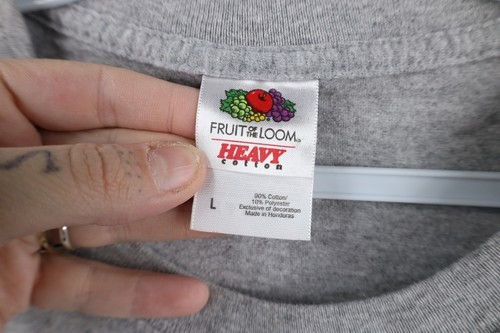 FRUIT OF THE LOOM®
HEAVY
cotton
L
90% Cotton/
10% Polyester
Exclusive of decoration
Made in Honduras